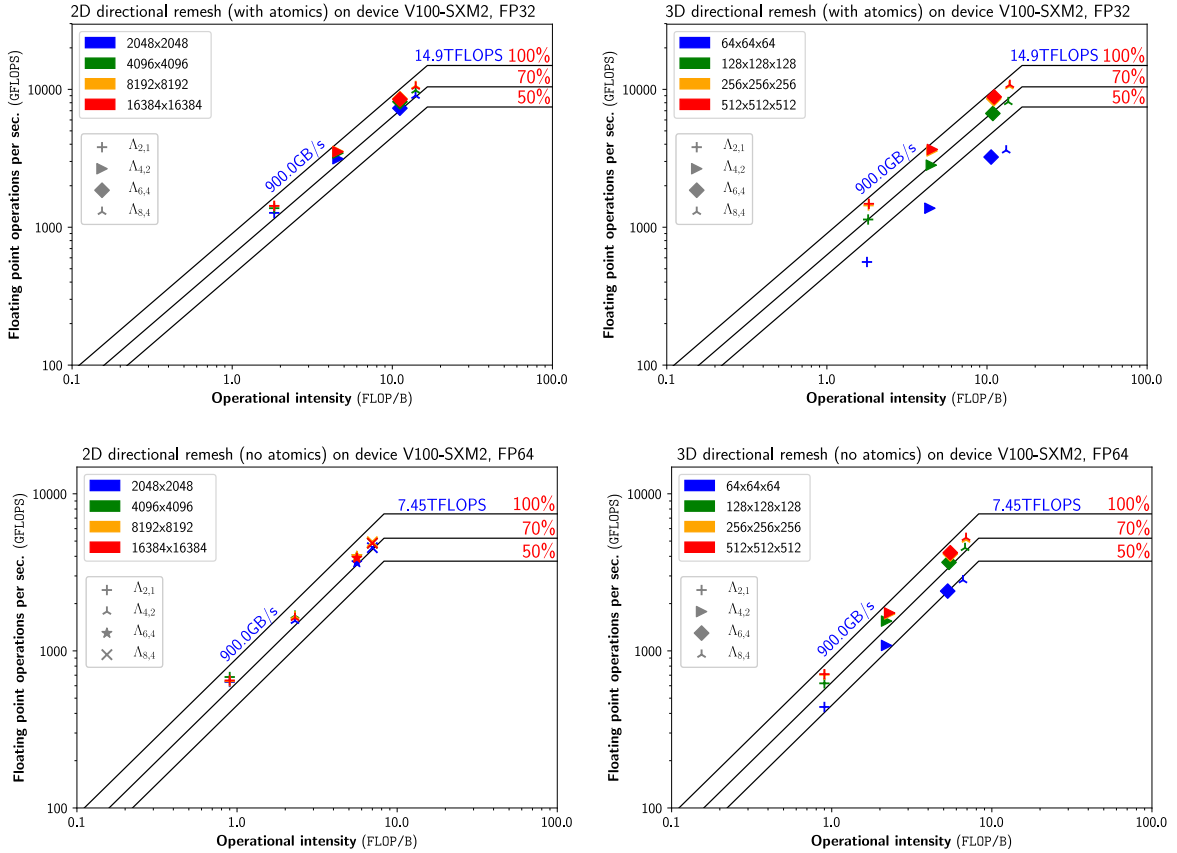 2D directional remesh (with atomics) on device V100-SXM2, FP32
2048x2048
4096x4096
8192x8192
16384x16384
Λ2,1
Λ4,2
Λ6,4
Λ8,4
14.9TFLOPS
100%
70%
50%
900.0GB/s
10000
1000
100
0.1
1.0
10.0
100.0
Floating point operations per sec. (GFLOPS)
Operational intensity (FLOP/B)
3D directional remesh (with atomics) on device V100-SXM2, FP32
64x64x64
128x128x128
256x256x256
512x512x512
Λ2,1
Λ4,2
Λ6,4
Λ8,4
14.9TFLOPS
100%
70%
50%
900.0GB/s
10000
1000
100
0.1
1.0
10.0
100.0
Floating point operations per sec. (GFLOPS)
Operational intensity (FLOP/B)
2D directional remesh (no atomics) on device V100-SXM2, FP64
2048x2048
4096x4096
8192x8192
16384x16384
Λ2,1
Λ4,2
Λ6,4
Λ8,4
7.45TFLOPS
100%
70%
50%
900.0GB/s
10000
1000
100
0.1
1.0
10.0
100.0
Floating point operations per sec. (GFLOPS)
Operational intensity (FLOP/B)
3D directional remesh (no atomics) on device V100-SXM2, FP64
64x64x64
128x128x128
256x256x256
512x512x512
Λ2,1
Λ4,2
Λ6,4
Λ8,4
7.45TFLOPS
100%
70%
50%
900.0GB/s
10000
1000
100
0.1
1.0
10.0
100.0
Floating point operations per sec. (GFLOPS)
Operational intensity (FLOP/B)